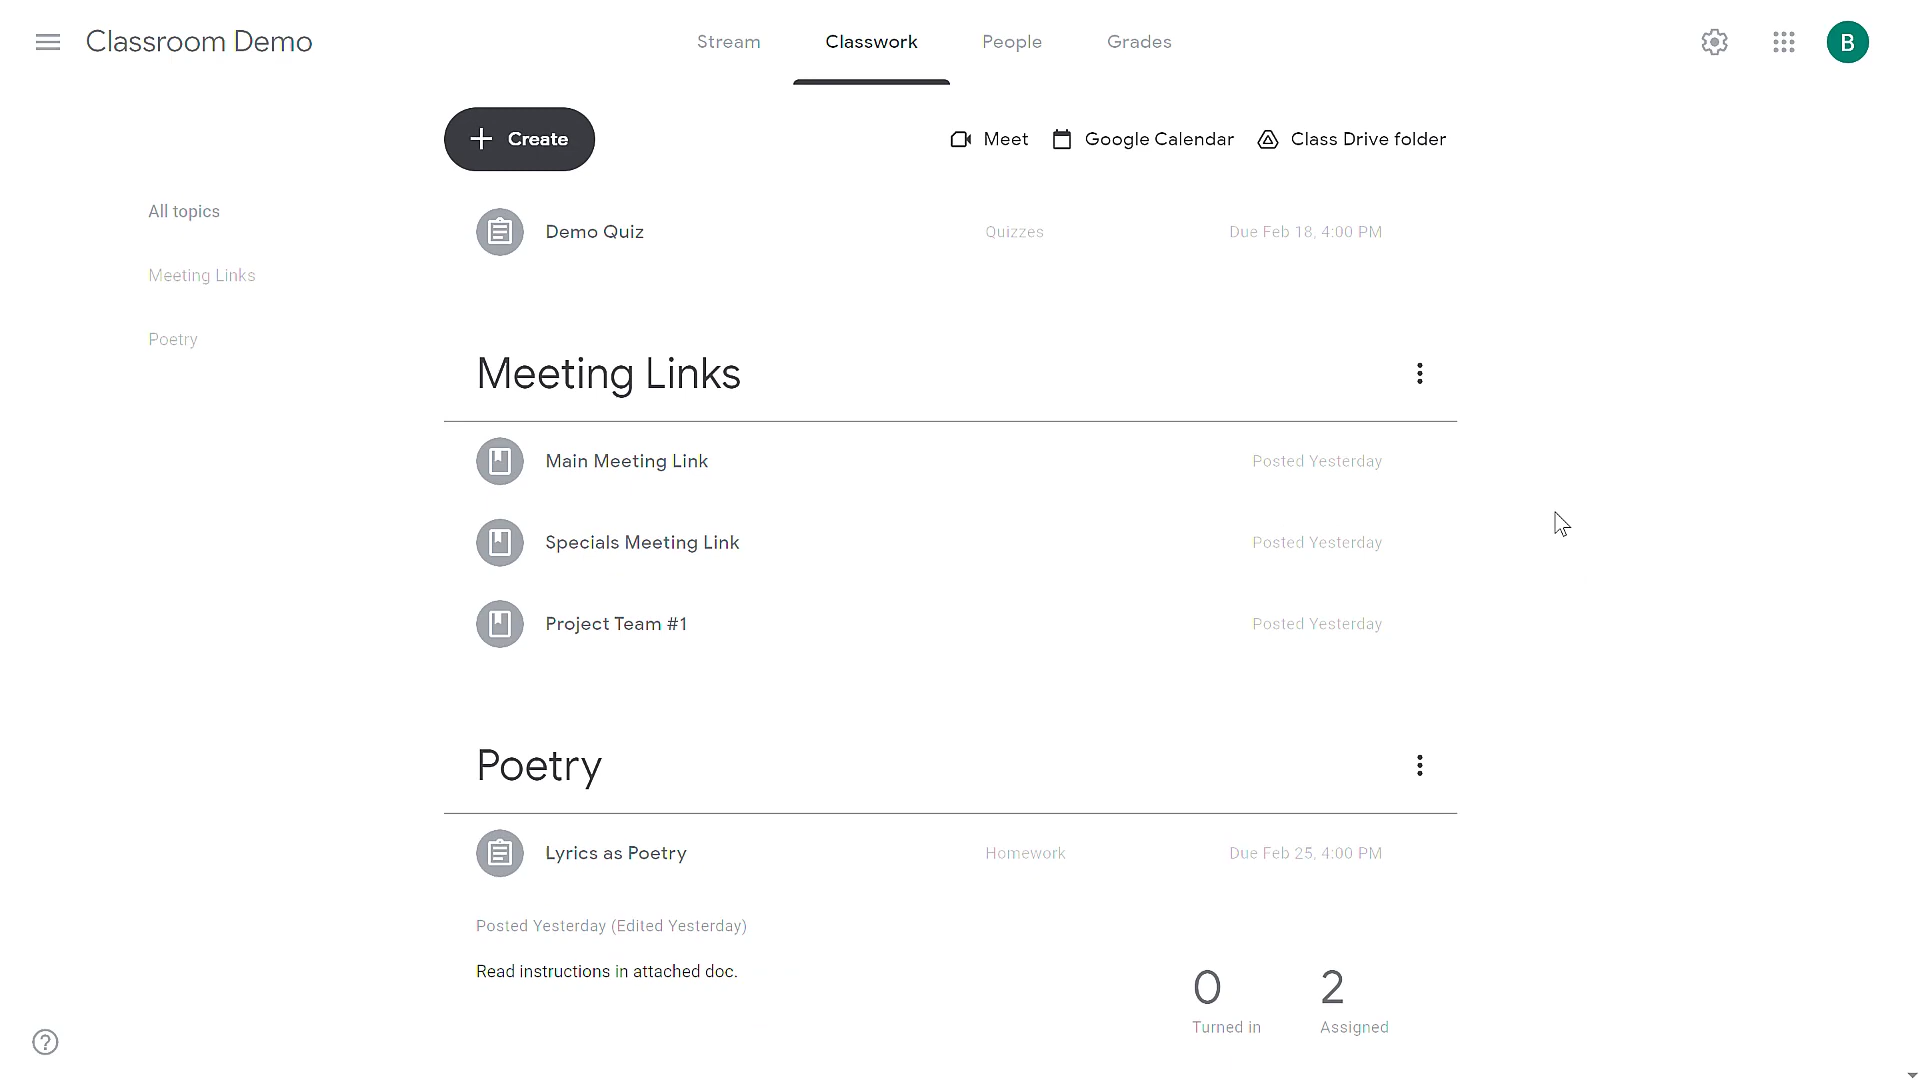 Classroom Demo
Stream
Classwork
People
Grades
B
Create
Meet
Google Calendar
Class Drive folder
All topics
Meeting Links
Poetry
Demo Quiz
Quizzes
Due Feb 18, 4:00 PM
Meeting Links
Main Meeting Link
Posted Yesterday
Specials Meeting Link
Posted Yesterday
Project Team #1
Posted Yesterday
Poetry
Lyrics as Poetry
Homework
Due Feb 25, 4:00 PM
Posted Yesterday (Edited Yesterday)
Read instructions in attached doc.
0
Turned in
2
Assigned